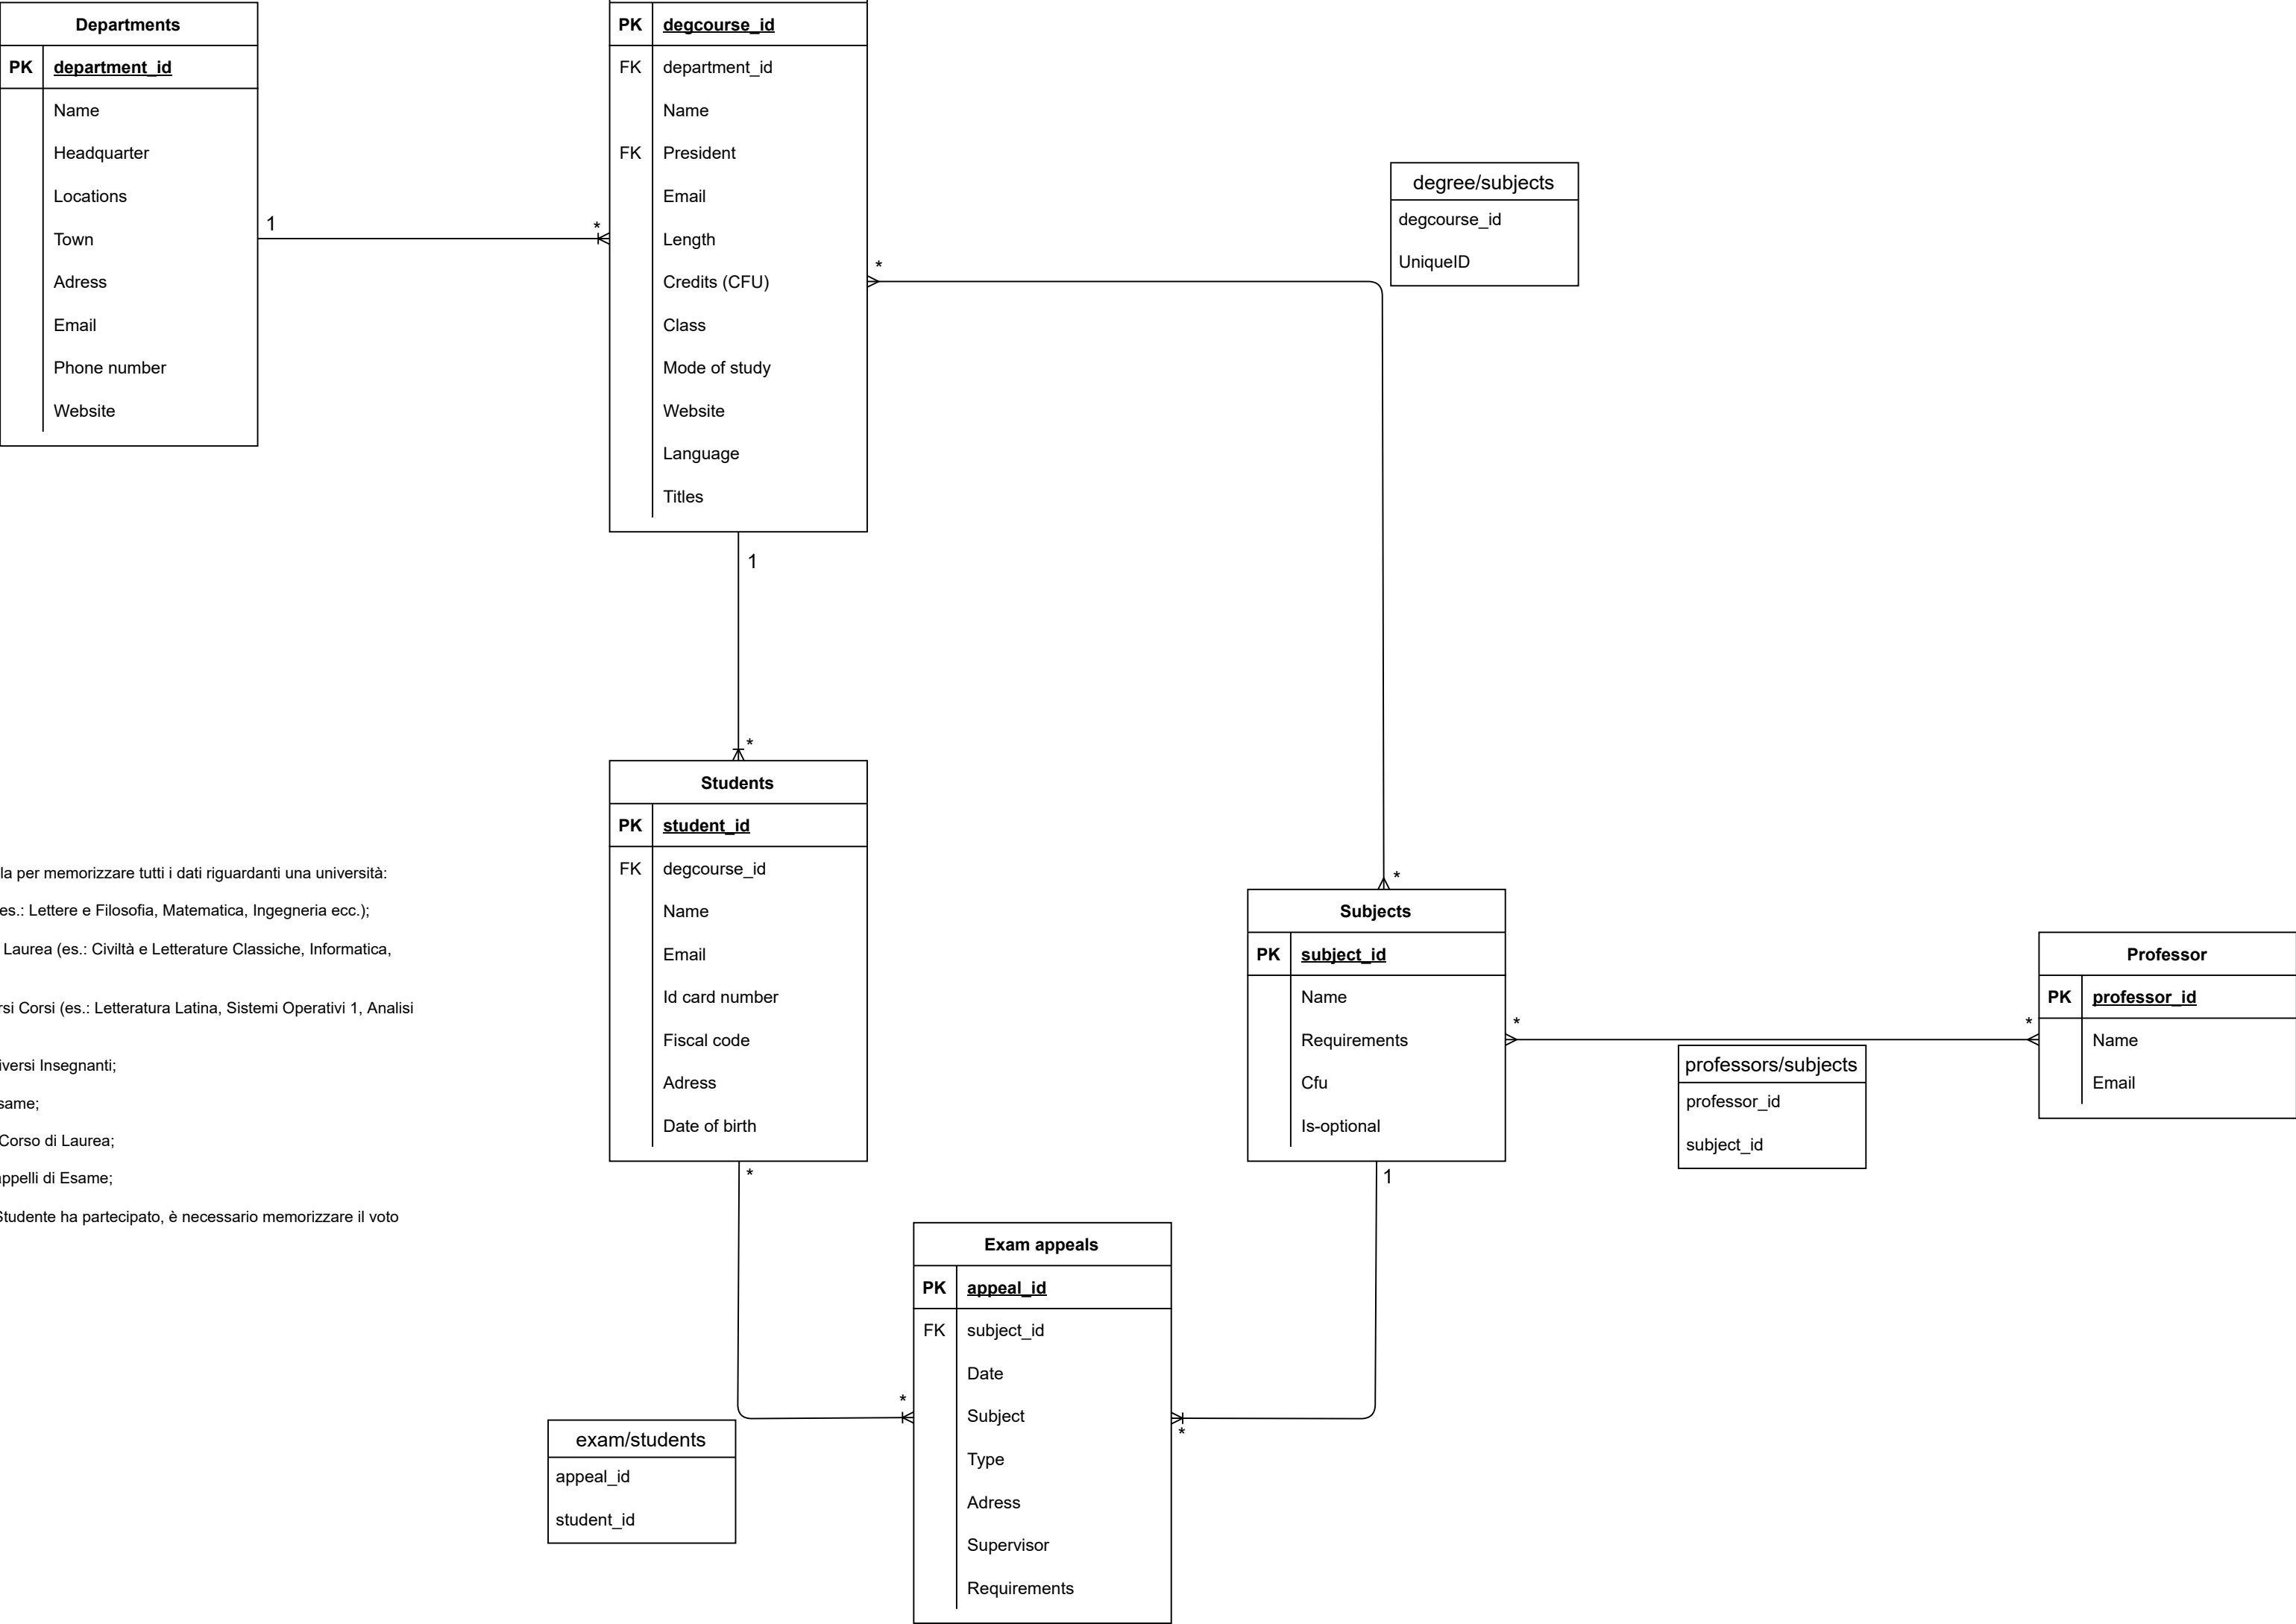 Departments
PK department_id
Name
Headquarter
Locations
Town
Adress
Email
Phone number
Website
1
*
PK degcourse_id
FK department_id
Name
FK President
Email
Length
Credits (CFU)
Class
Mode of study
Website
Language
Titles
*
degree/subjects
degcourse_id
UniqueID
1
*
Students
PK student_id
FK degcourse_id
Name
Email
Id card number
Fiscal code
Adress
Date of birth
*
*
Subjects
PK subject_id
Name
Requirements
Cfu
Is-optional
*
*
professors/subjects
professor_id
subject_id
Professor
PK professor_id
Name
Email
per memorizzare tutti i dati riguardanti una università:
es.: Lettere e Filosofia, Matematica, Ingegneria ecc.);
Laurea (es.: Civiltà e Letterature Classiche, Informatica,
Corsi (es.: Letteratura Latina, Sistemi Operativi 1, Analisi
Insegnanti;
Corso di Laurea;
di Esame;
Studente ha partecipato, è necessario memorizzare il voto
1
Exam appeals
PK appeal_id
FK subject_id
Date
Subject
Type
Adress
Supervisor
Requirements
*
*
exam/students
appeal_id
student_id